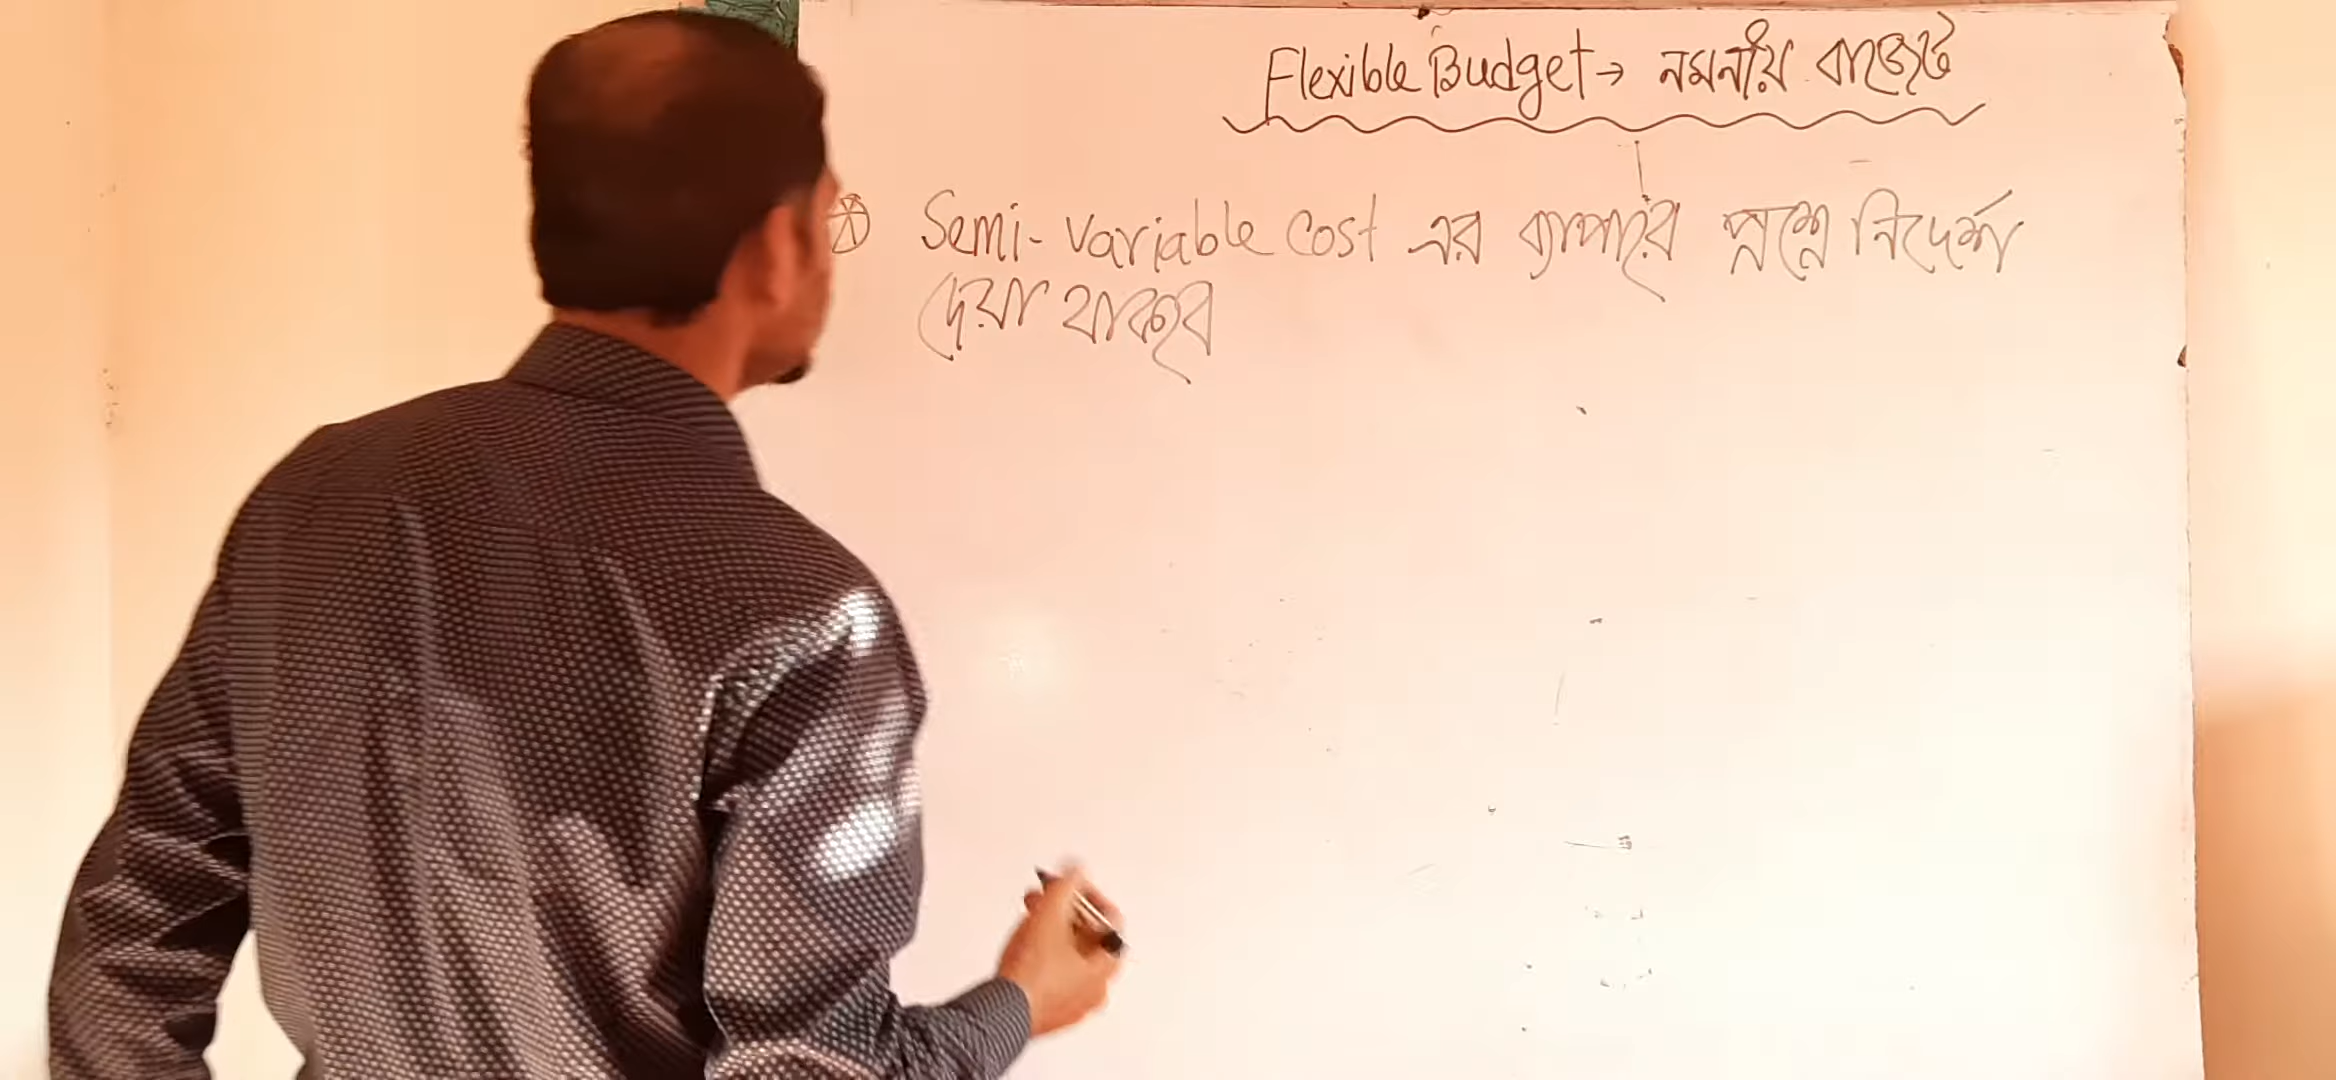 Flexible Budget → নমনীয় বাজেট
Semi-variable cost এর ব্যাপারে প্রশ্নে নির্দেশ
দেয়া থাকবে